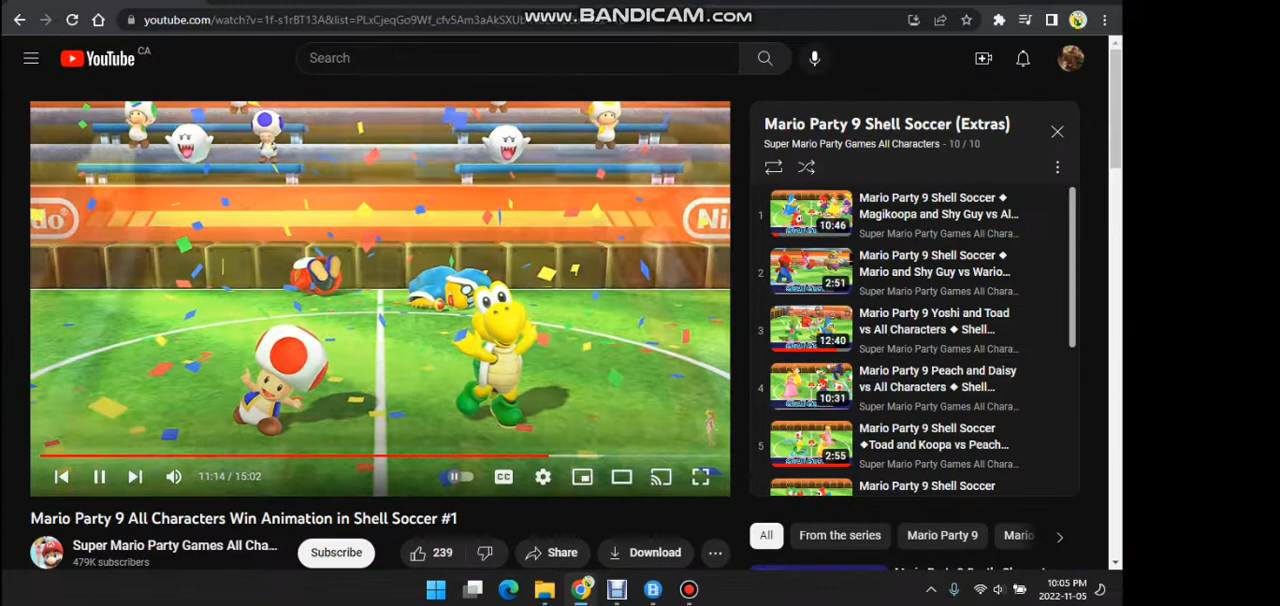 www.BANDICAM.com
youtube.com/watch?v=1f-s1rBT13A&list=PLxCjeqGo9Wf_cfv5Am3aAkSXU
YouTube CA
Search
do
Ni
11:14 / 15:02
CC
Mario Party 9 All Characters Win Animation in Shell Soccer #1
Super Mario Party Games All Cha...
479K subscribers
Subscribe
239
Share
Download
Mario Party 9 Shell Soccer (Extras)
Super Mario Party Games All Characters - 10 / 10
1
10:46
Mario Party 9 Shell Soccer ◆
Magikoopa and Shy Guy vs Al...
Super Mario Party Games All Chara...
2
2:51
Mario Party 9 Shell Soccer ◆
Mario and Shy Guy vs Wario...
Super Mario Party Games All Chara...
3
12:40
Mario Party 9 Yoshi and Toad
vs All Characters ◆ Shell...
Super Mario Party Games All Chara...
4
10:31
Mario Party 9 Peach and Daisy
vs All Characters ◆ Shell...
Super Mario Party Games All Chara...
5
2:55
Mario Party 9 Shell Soccer
◆Toad and Koopa vs Peach...
Super Mario Party Games All Chara...
Mario Party 9 Shell Soccer
All
From the series
Mario Party 9
Mario
10:05 PM
2022-11-05